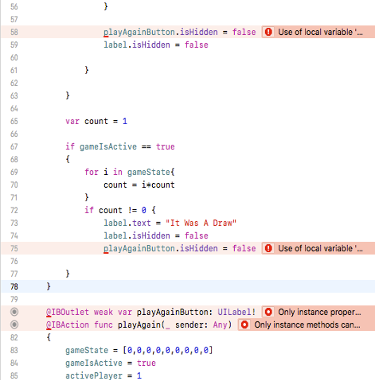 56 }
57
58 playAgainButton.isHidden = false Use of local variable '...
59 label.isHidden = false
60
61 }
62
63 }
64
65 var count = 1
66
67 if gameIsActive == true
68 {
69 for i in gameState{
70 count = i*count
71 }
72 if count != 0 {
73 label.text = "It Was A Draw"
74 label.isHidden = false
75 playAgainButton.isHidden = false Use of local variable '...
76
77 }
78 }
79
@IBOutlet weak var playAgainButton: UILabel! Only instance proper...
@IBAction func playAgain(_ sender: Any) Only instance methods can...
82 {
83 gameState = [0,0,0,0,0,0,0,0,0]
84 gameIsActive = true
85 activePlayer = 1